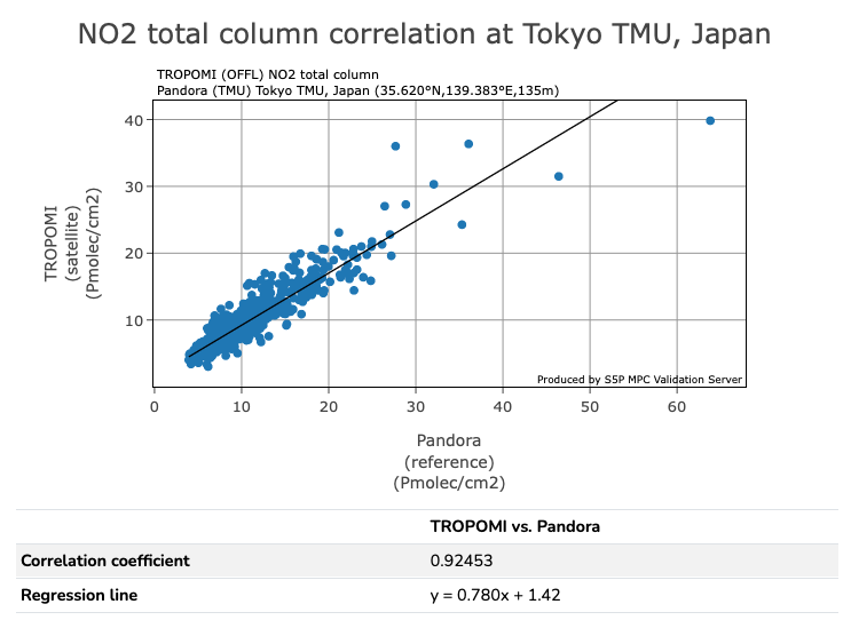 NO2 total column correlation at Tokyo TMU, Japan
TROPOMI (OFFL) NO2 total column
Pandora (TMU) Tokyo TMU, Japan (35.620°N,139.383°E,135m)
40
30
20
10
TROPOMI
(satellite)
(Pmolec/cm2)
Produced by S5P MPC Validation Server
0 10 20 30 40 50 60
Pandora
(reference)
(Pmolec/cm2)
TROPOMI vs. Pandora
Correlation coefficient 0.92453
Regression line y = 0.780x + 1.42